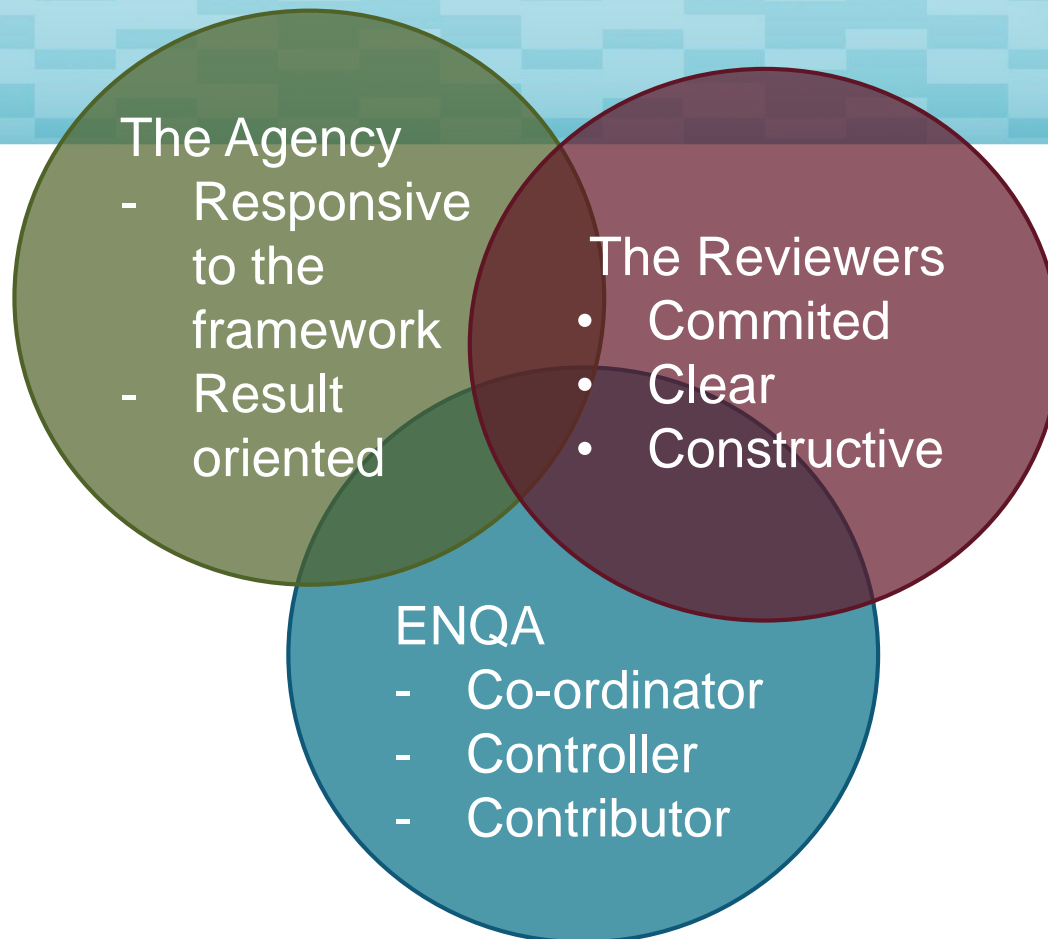 The Agency
- Responsive
to the
framework
- Result
oriented
The Reviewers
• Commited
• Clear
• Constructive
ENQA
- Co-ordinator
- Controller
- Contributor